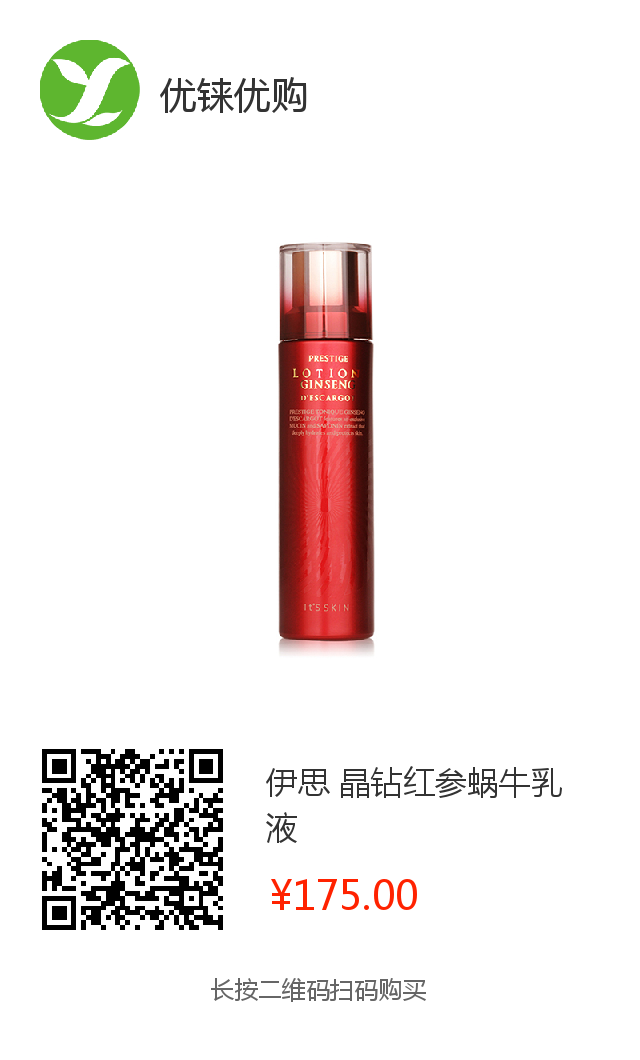 优铼优购
PRESTIGE
LOTION
GINSENG
D'ESCARGOT
It'S SKIN
伊思 晶钻红参蜗牛乳
液
¥175.00
长按二维码扫码购买